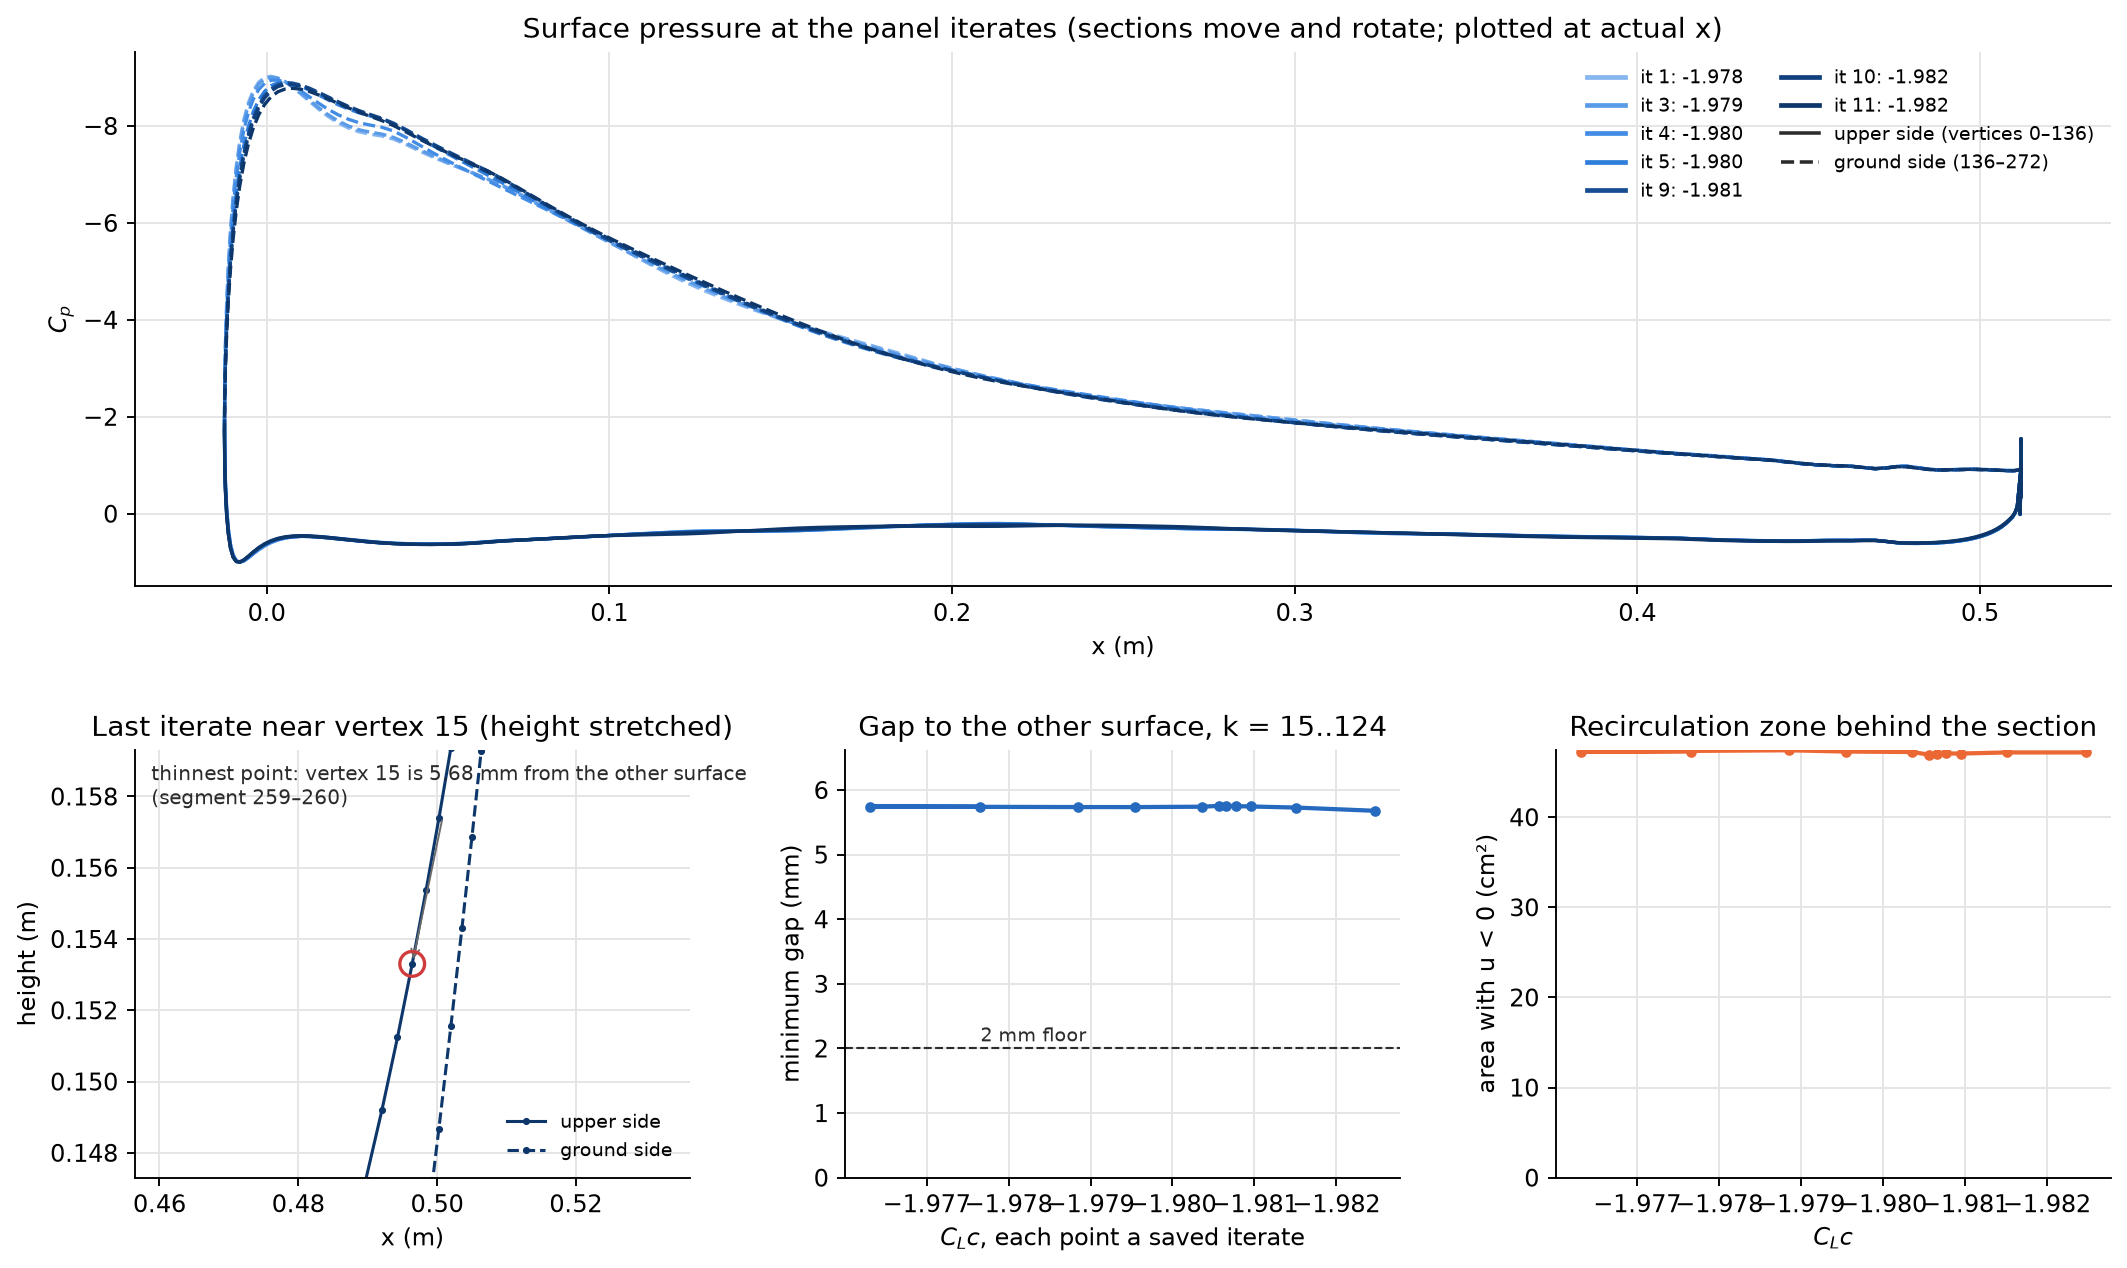 Surface pressure at the panel iterates (sections move and rotate; plotted at actual x)
it 1: -1.978
it 3: -1.979
it 4: -1.980
it 5: -1.980
it 9: -1.981
it 10: -1.982
it 11: -1.982
upper side (vertices 0–136)
ground side (136–272)
−8
−6
−4
−2
0
Cp
0.0 0.1 0.2 0.3 0.4 0.5
x (m)
Last iterate near vertex 15 (height stretched)
thinnest point: vertex 15 is 5.68 mm from the other surface
(segment 259–260)
0.158
0.156
0.154
0.152
0.150
0.148
height (m)
upper side
ground side
0.46 0.48 0.50 0.52
x (m)
Gap to the other surface, k = 15..124
6
5
4
3
2
1
0
minimum gap (mm)
2 mm floor
−1.977 −1.978 −1.979 −1.980 −1.981 −1.982
CLc, each point a saved iterate
Recirculation zone behind the section
40
30
20
10
0
area with u < 0 (cm²)
−1.977 −1.978 −1.979 −1.980 −1.981 −1.982
CLc